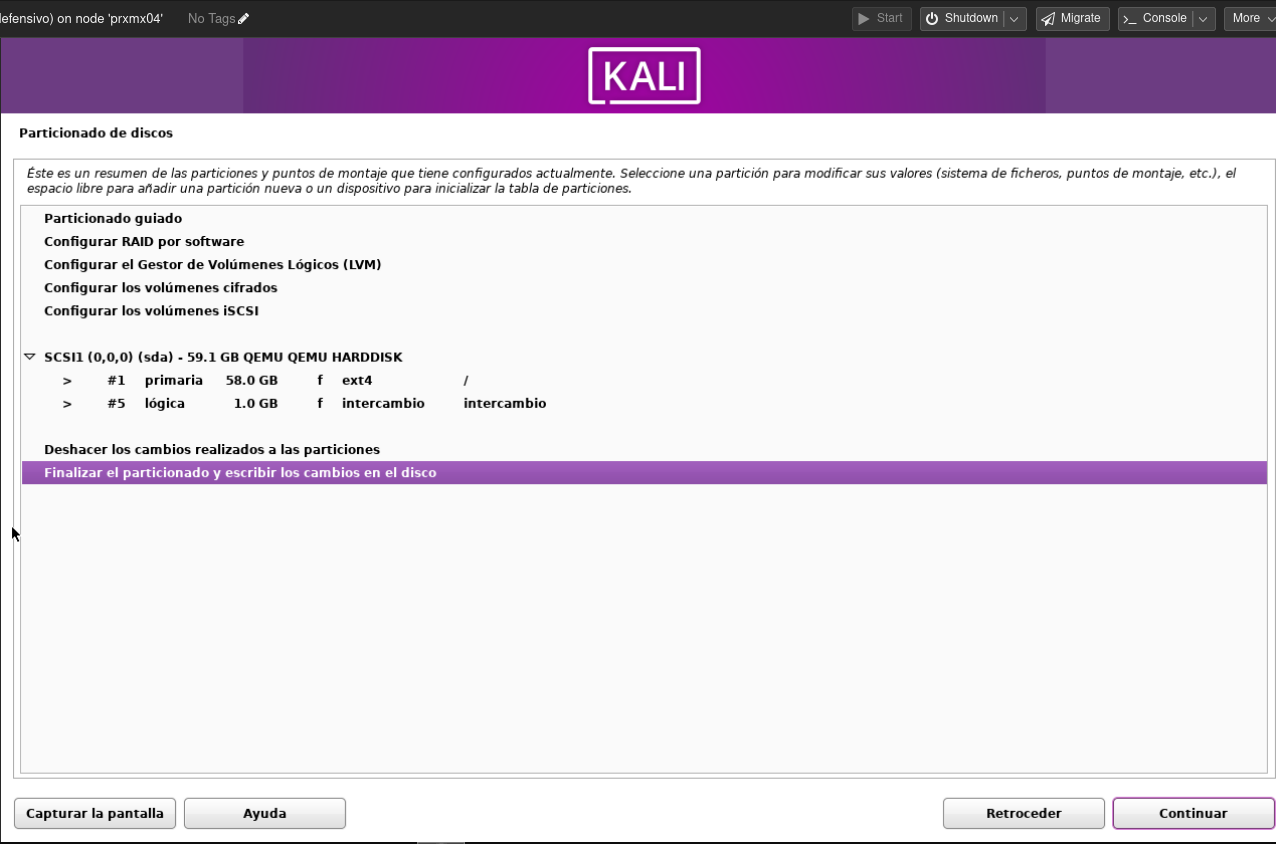 efensivo) on node 'prxmx04' No Tags Start Shutdown Migrate Console More
KALI
Particionado de discos
Éste es un resumen de las particiones y puntos de montaje que tiene configurados actualmente. Seleccione una partición para modificar sus valores (sistema de ficheros, puntos de montaje, etc.), el
espacio libre para añadir una partición nueva o un dispositivo para inicializar la tabla de particiones.
Particionado guiado
Configurar RAID por software
Configurar el Gestor de Volúmenes Lógicos (LVM)
Configurar los volúmenes cifrados
Configurar los volúmenes iSCSI
SCSI1 (0,0,0) (sda) - 59.1 GB QEMU QEMU HARDDISK
> #1 primaria 58.0 GB f ext4 /
> #5 lógica 1.0 GB f intercambio intercambio
Deshacer los cambios realizados a las particiones
Finalizar el particionado y escribir los cambios en el disco
Capturar la pantalla Ayuda Retroceder Continuar